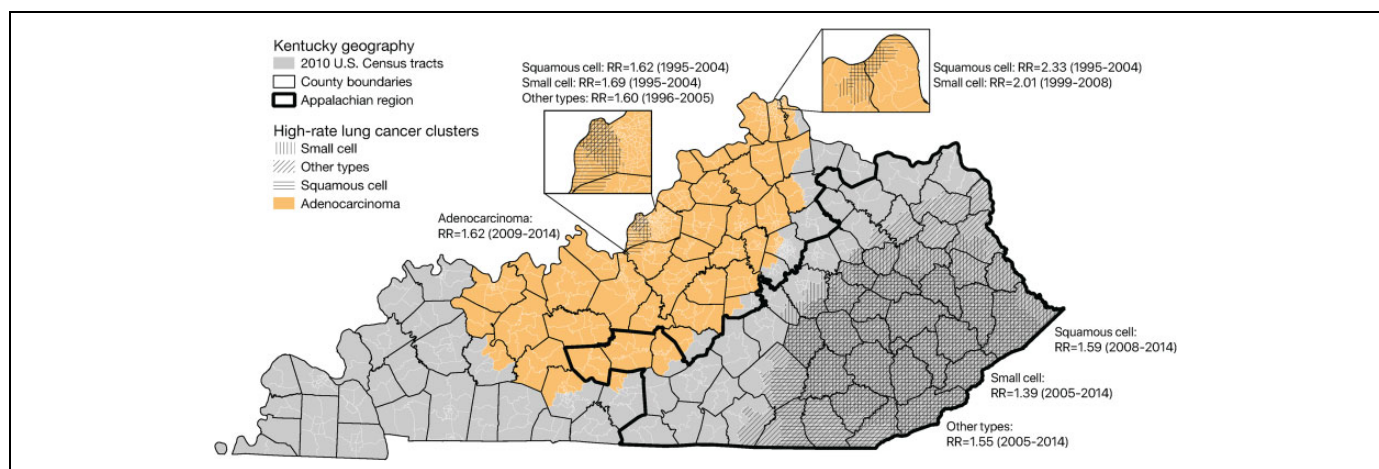 Kentucky geography
2010 U.S. Census tracts
County boundaries
Appalachian region
High-rate lung cancer clusters
Small cell
Other types
Squamous cell
Adenocarcinoma
Squamous cell: RR=1.62 (1995-2004)
Small cell: RR=1.69 (1995-2004)
Other types: RR=1.60 (1996-2005)
Squamous cell: RR=2.33 (1995-2004)
Small cell: RR=2.01 (1999-2008)
Adenocarcinoma:
RR=1.62 (2009-2014)
Squamous cell:
RR=1.59 (2008-2014)
Small cell:
RR=1.39 (2005-2014)
Other types:
RR=1.55 (2005-2014)